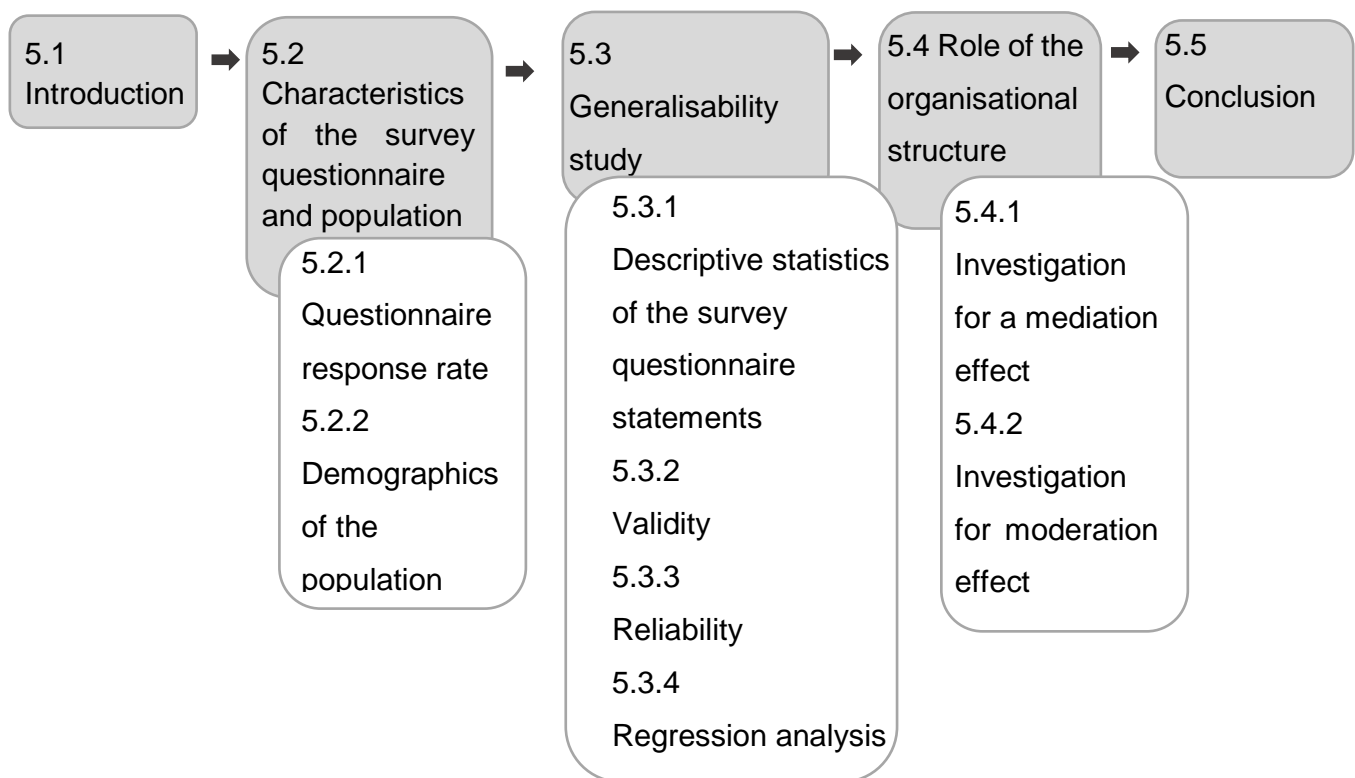 5.1
Introduction
5.2
Characteristics
of the survey
questionnaire
and population
5.2.1
Questionnaire
response rate
5.2.2
Demographics
of the
population
5.3
Generalisability
study
5.3.1
Descriptive statistics
of the survey
questionnaire
statements
5.3.2
Validity
5.3.3
Reliability
5.3.4
Regression analysis
5.4 Role of the
organisational
structure
5.4.1
Investigation
for a mediation
effect
5.4.2
Investigation
for moderation
effect
5.5
Conclusion